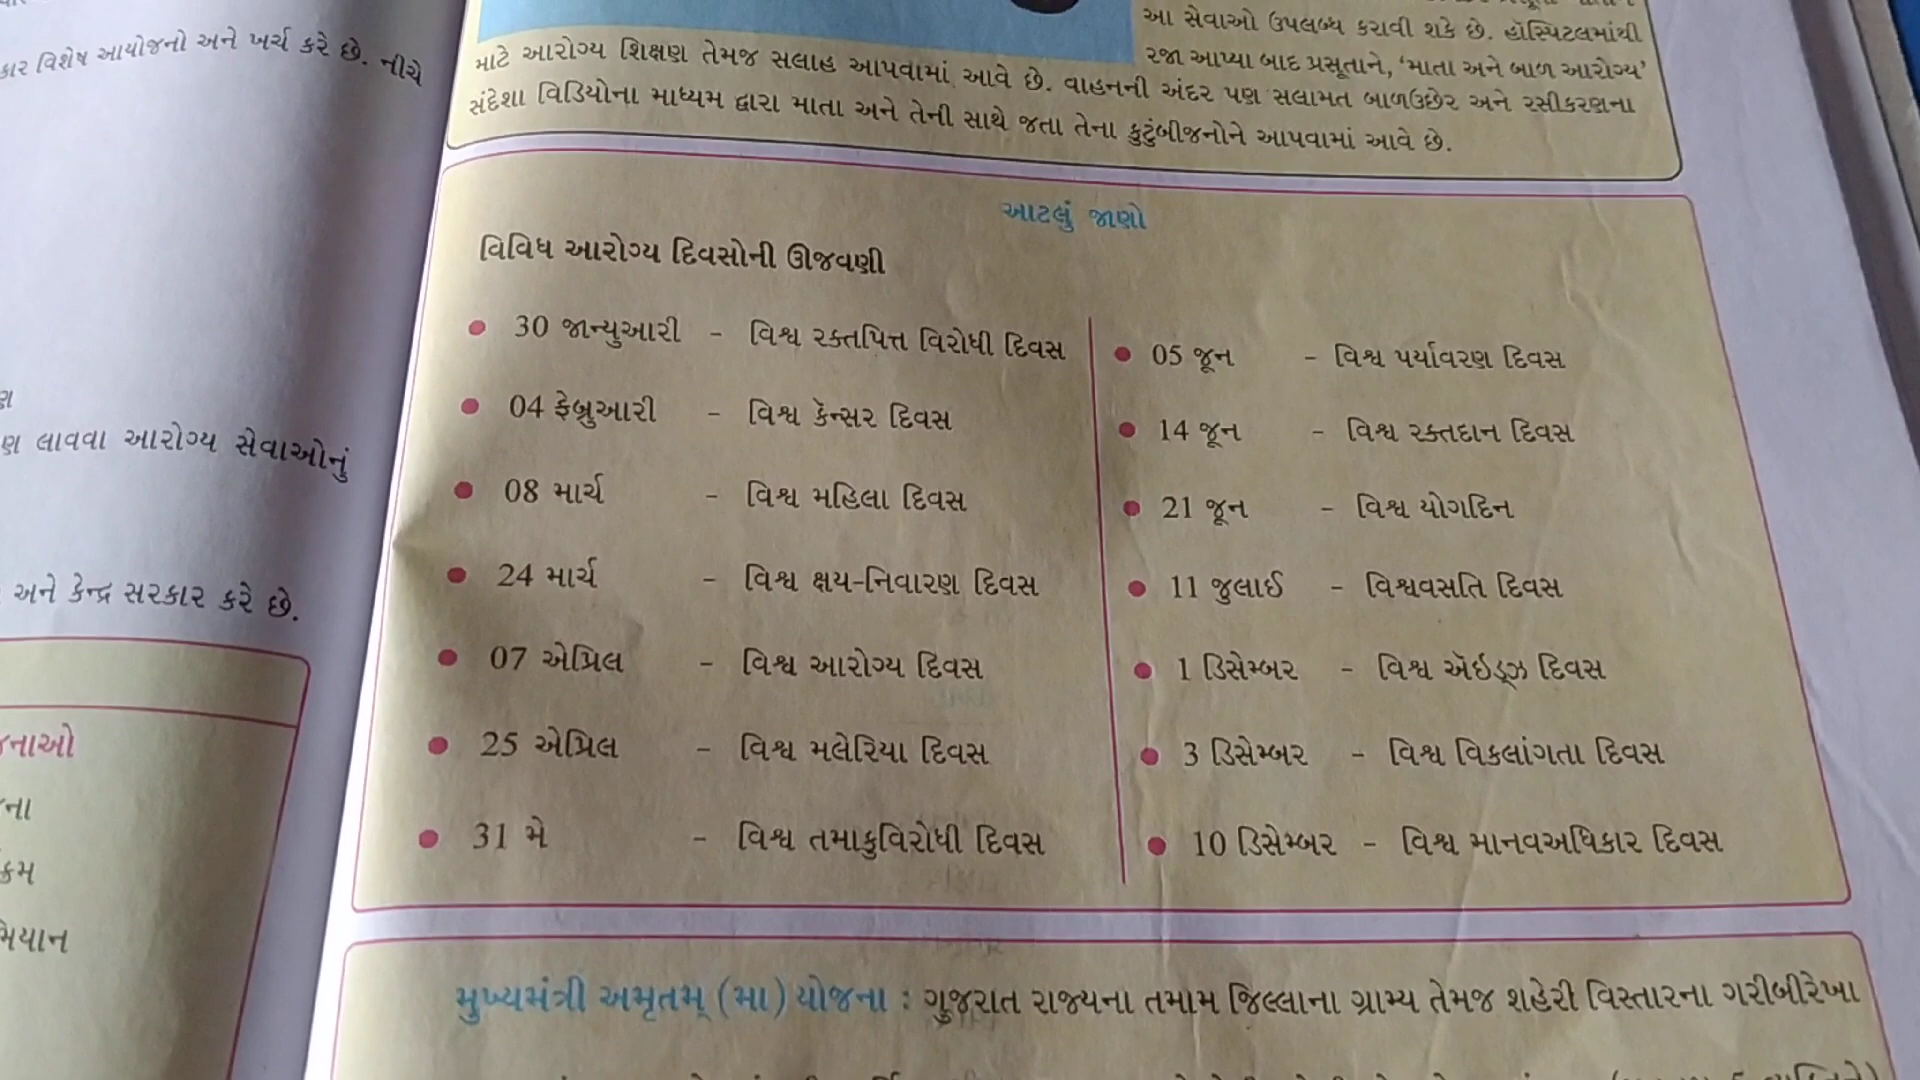 કાર વિશેષ આયોજનો અને ખર્ચ કરે છે. નીચે
ણ લાવવા આરોગ્ય સેવાઓનું
અને કેન્દ્ર સરકાર કરે છે.
આ સેવાઓ ઉપલબ્ધ કરાવી શકે છે. હૉસ્પિટલમાંથી
રજા આપ્યા બાદ પ્રસૂતાને, ‘માતા અને બાળ આરોગ્ય’
માટે આરોગ્ય શિક્ષણ તેમજ સલાહ આપવામાં આવે છે. વાહનની અંદર પણ સલામત બાળઉછેર અને રસીકરણના
સંદેશા વિડિયોના માધ્યમ દ્વારા માતા અને તેની સાથે જતા તેના કુટુંબીજનોને આપવામાં આવે છે.
આટલું જાણો
વિવિધ આરોગ્ય દિવસોની ઊજવણી
• 30 જાન્યુઆરી - વિશ્વ રક્તપિત્ત વિરોધી દિવસ
• 04 ફેબ્રુઆરી - વિશ્વ કૅન્સર દિવસ
• 08 માર્ચ - વિશ્વ મહિલા દિવસ
• 24 માર્ચ - વિશ્વ ક્ષય-નિવારણ દિવસ
• 07 એપ્રિલ - વિશ્વ આરોગ્ય દિવસ
• 25 એપ્રિલ - વિશ્વ મલેરિયા દિવસ
• 31 મે - વિશ્વ તમાકુવિરોધી દિવસ
• 05 જૂન - વિશ્વ પર્યાવરણ દિવસ
• 14 જૂન - વિશ્વ રક્તદાન દિવસ
• 21 જૂન - વિશ્વ યોગદિન
• 11 જુલાઈ - વિશ્વવસતિ દિવસ
• 1 ડિસેમ્બર - વિશ્વ ઍઇડ્ઝ દિવસ
• 3 ડિસેમ્બર - વિશ્વ વિકલાંગતા દિવસ
• 10 ડિસેમ્બર - વિશ્વ માનવઅધિકાર દિવસ
મુખ્યમંત્રી અમૃતમ્ (મા) યોજના : ગુજરાત રાજ્યના તમામ જિલ્લાના ગ્રામ્ય તેમજ શહેરી વિસ્તારના ગરીબીરેખા